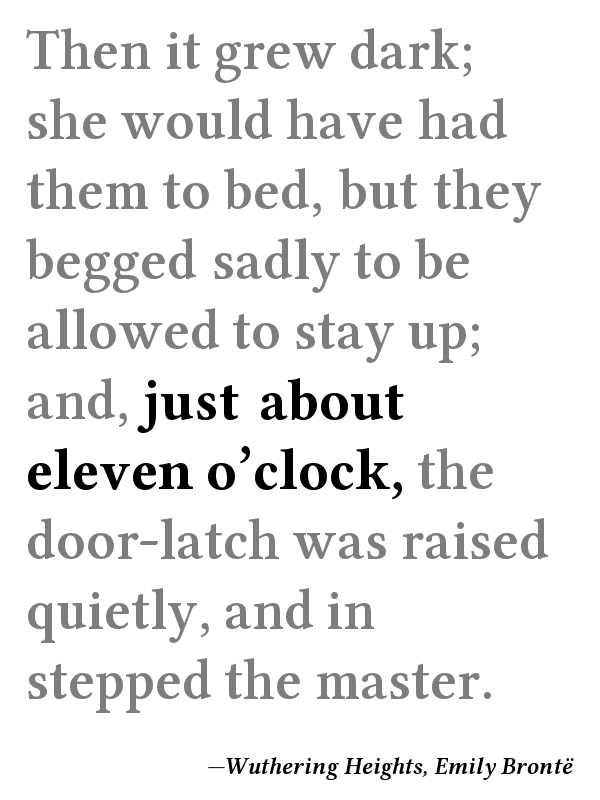 Then it grew dark;
she would have had
them to bed, but they
begged sadly to be
allowed to stay up;
and, just about
eleven o’clock, the
door-latch was raised
quietly, and in
stepped the master.
—Wuthering Heights, Emily Brontë